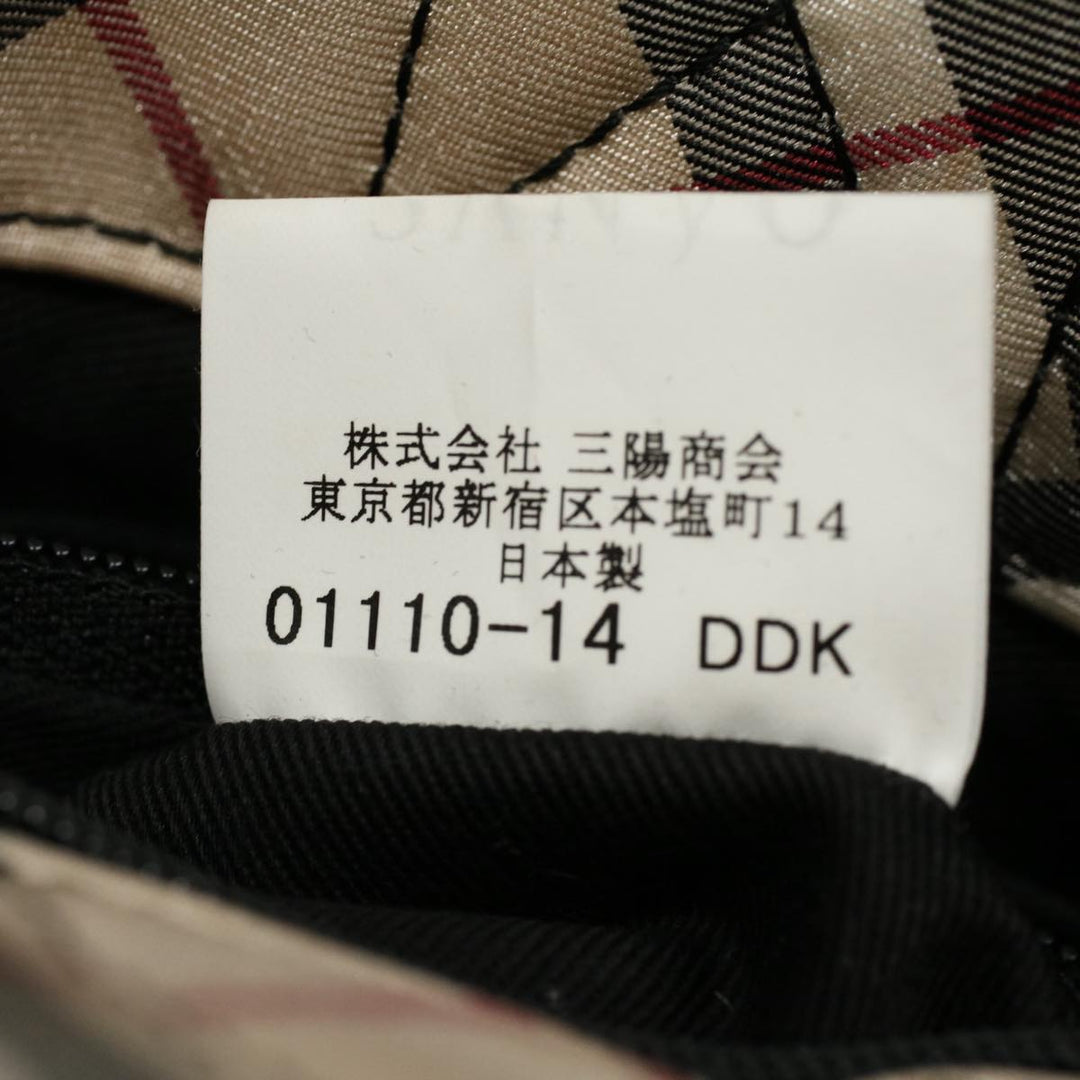 SANYO
株式会社 三陽商会
東京都新宿区本塩町14
日本製
01110-14 DDK